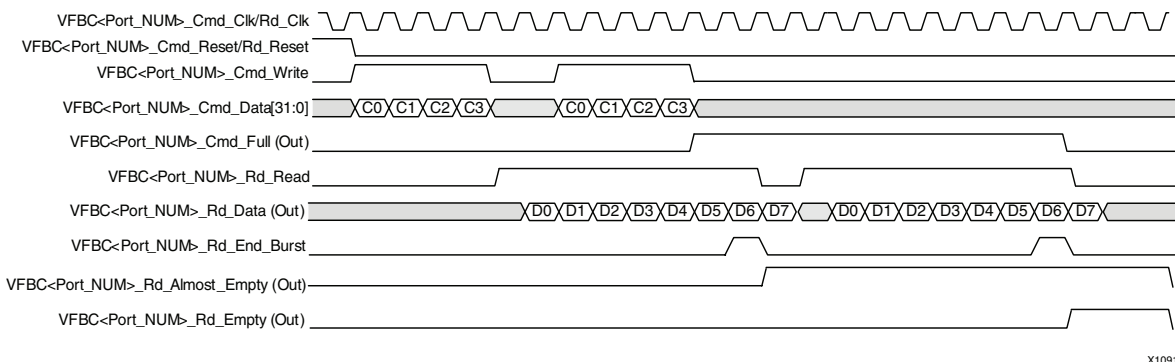 VFBC<Port_NUM>_Cmd_Clk/Rd_Clk
VFBC<Port_NUM>_Cmd_Reset/Rd_Reset
VFBC<Port_NUM>_Cmd_Write
VFBC<Port_NUM>_Cmd_Data[31:0] C0 C1 C2 C3 C0 C1 C2 C3
VFBC<Port_NUM>_Cmd_Full (Out)
VFBC<Port_NUM>_Rd_Read
VFBC<Port_NUM>_Rd_Data (Out) D0 D1 D2 D3 D4 D5 D6 D7 D0 D1 D2 D3 D4 D5 D6 D7
VFBC<Port_NUM>_Rd_End_Burst
VFBC<Port_NUM>_Rd_Almost_Empty (Out)
VFBC<Port_NUM>_Rd_Empty (Out)